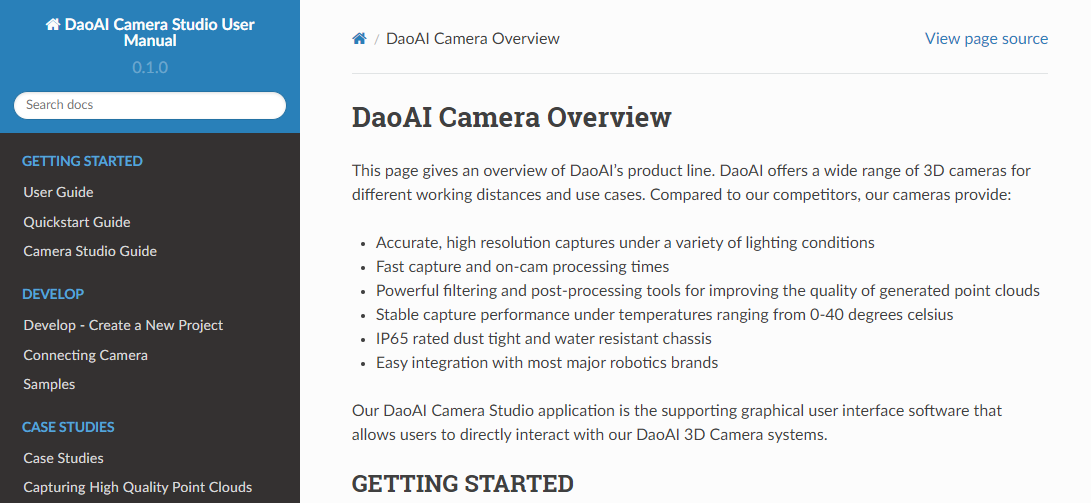 DaoAI Camera Studio User
Manual
0.1.0
Search docs
GETTING STARTED
User Guide
Quickstart Guide
Camera Studio Guide
DEVELOP
Develop - Create a New Project
Connecting Camera
Samples
CASE STUDIES
Case Studies
Capturing High Quality Point Clouds
/ DaoAI Camera Overview
View page source
DaoAI Camera Overview
This page gives an overview of DaoAI's product line. DaoAI offers a wide range of 3D cameras for
different working distances and use cases. Compared to our competitors, our cameras provide:
• Accurate, high resolution captures under a variety of lighting conditions
• Fast capture and on-cam processing times
• Powerful filtering and post-processing tools for improving the quality of generated point clouds
• Stable capture performance under temperatures ranging from 0-40 degrees celsius
• IP65 rated dust tight and water resistant chassis
• Easy integration with most major robotics brands
Our DaoAI Camera Studio application is the supporting graphical user interface software that
allows users to directly interact with our DaoAI 3D Camera systems.
GETTING STARTED